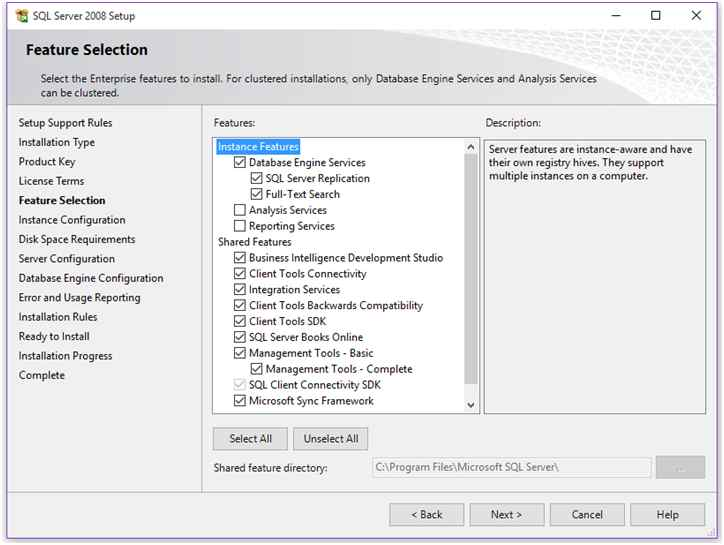 SQL Server 2008 Setup
Feature Selection
Select the Enterprise features to install. For clustered installations, only Database Engine Services and Analysis Services
can be clustered.
Setup Support Rules
Installation Type
Product Key
License Terms
Feature Selection
Instance Configuration
Disk Space Requirements
Server Configuration
Database Engine Configuration
Error and Usage Reporting
Installation Rules
Ready to Install
Installation Progress
Complete
Features:
Instance Features
Database Engine Services
SQL Server Replication
Full-Text Search
Analysis Services
Reporting Services
Shared Features
Business Intelligence Development Studio
Client Tools Connectivity
Integration Services
Client Tools Backwards Compatibility
Client Tools SDK
SQL Server Books Online
Management Tools - Basic
Management Tools - Complete
SQL Client Connectivity SDK
Microsoft Sync Framework
Description:
Server features are instance-aware and have
their own registry hives. They support
multiple instances on a computer.
Select All
Unselect All
Shared feature directory:
C:\Program Files\Microsoft SQL Server\
...
< Back
Next >
Cancel
Help